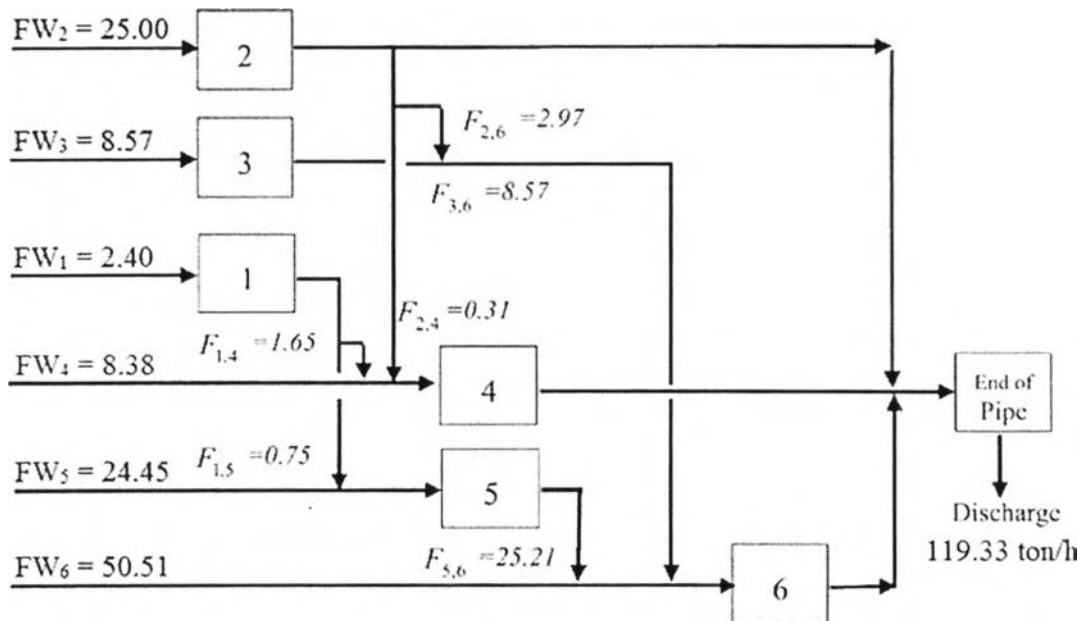 FW₂ = 25.00
2
F₂,₆ =2.97
FW₃ = 8.57
3
F₃,₆ =8.57
FW₁ = 2.40
1
F₂,₄ =0.31
F₁,₄ =1.65
FW₄ = 8.38
4
End of
Pipe
F₁,₅ =0.75
FW₅ = 24.45
5
Discharge
119.33 ton/h
F₅,₆ =25.21
FW₆ = 50.51
6